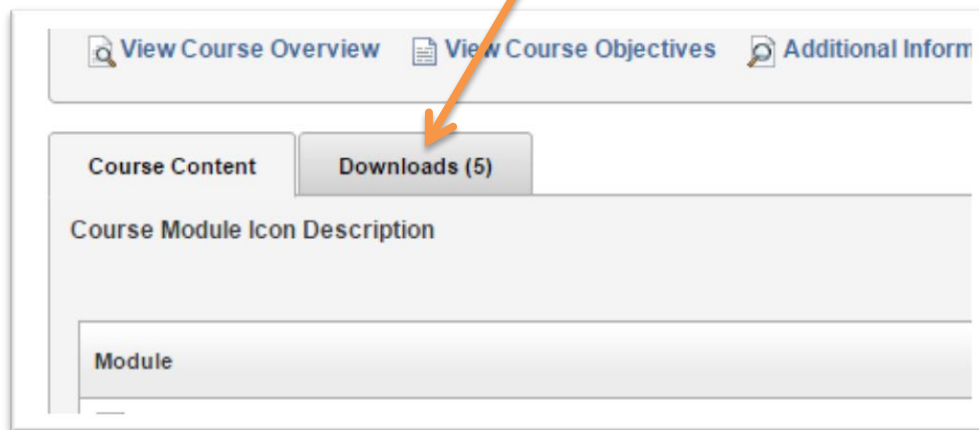 View Course Overview View Course Objectives Additional Inform
Course Content Downloads (5)
Course Module Icon Description
Module